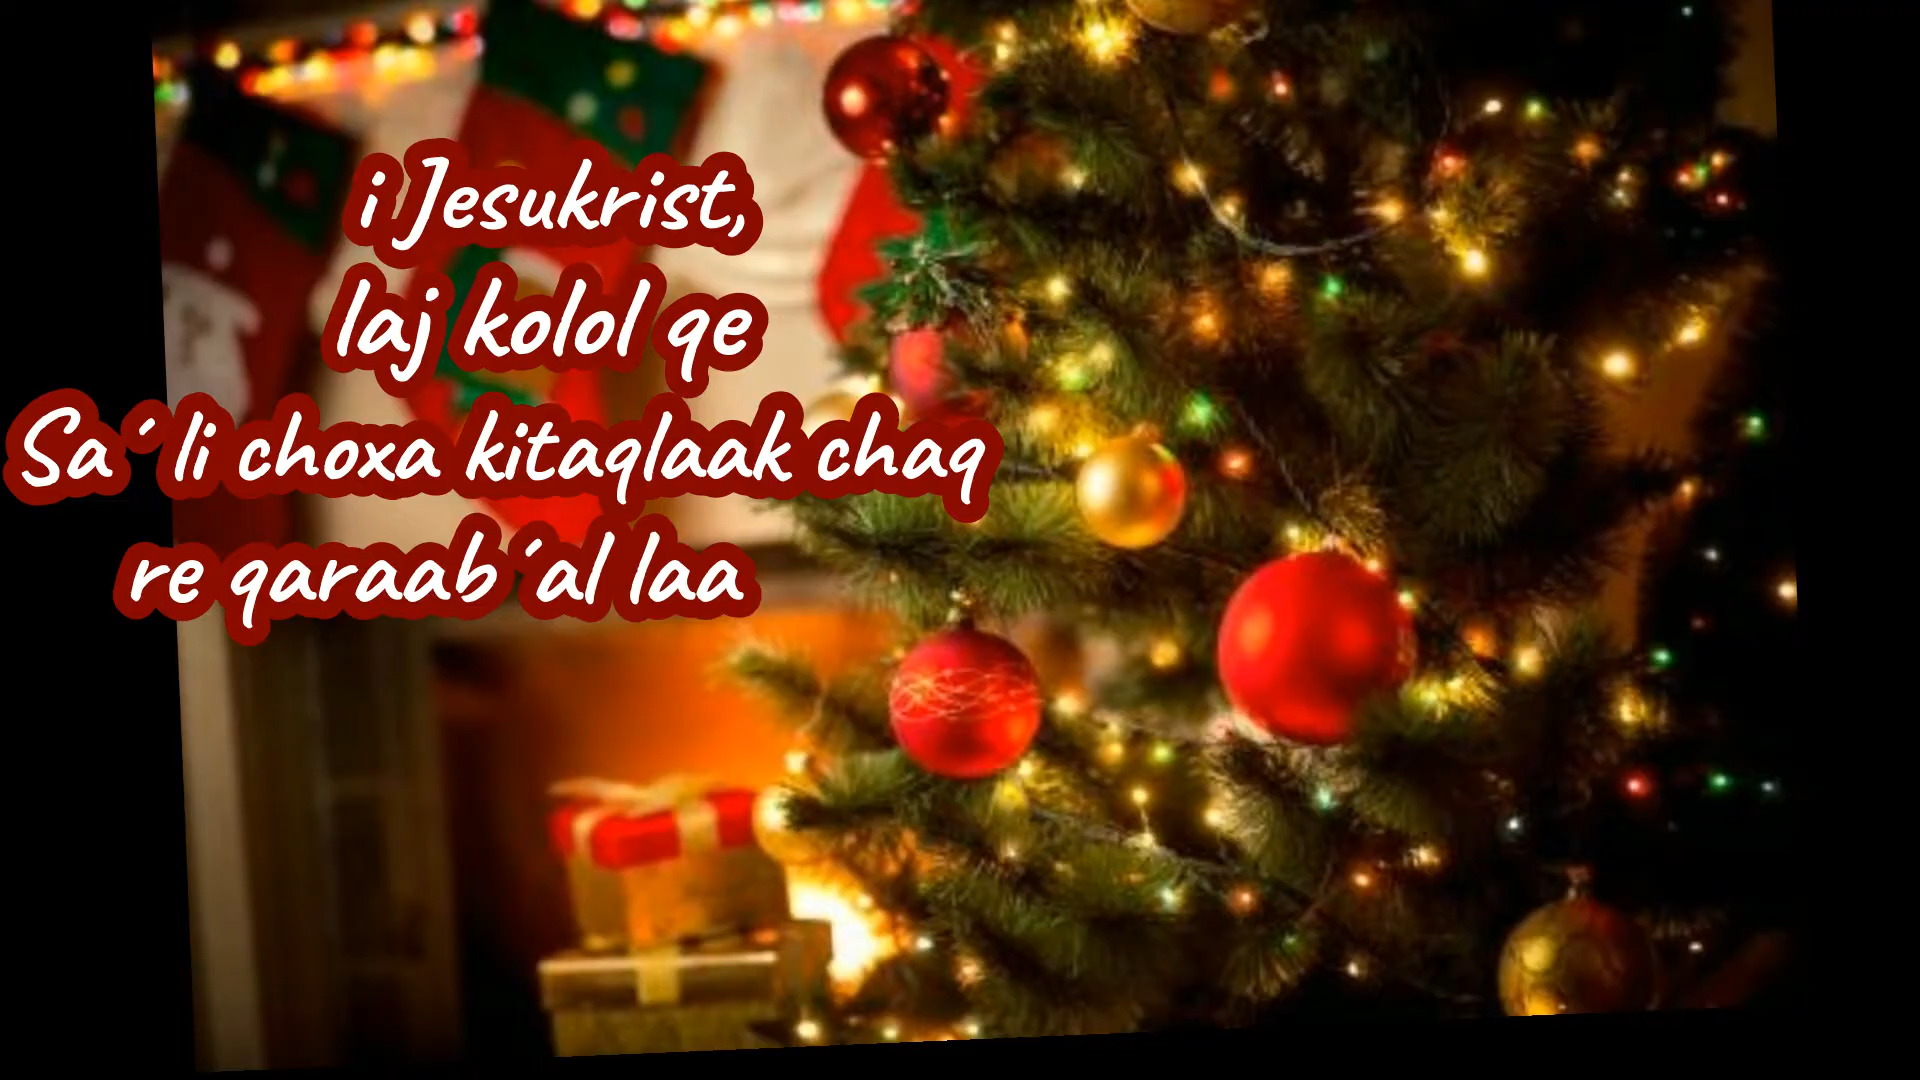 i Jesukrist,
laj kolol qe
Sa´ li choxa kitaqlaak chaq
re qaraab´al laa